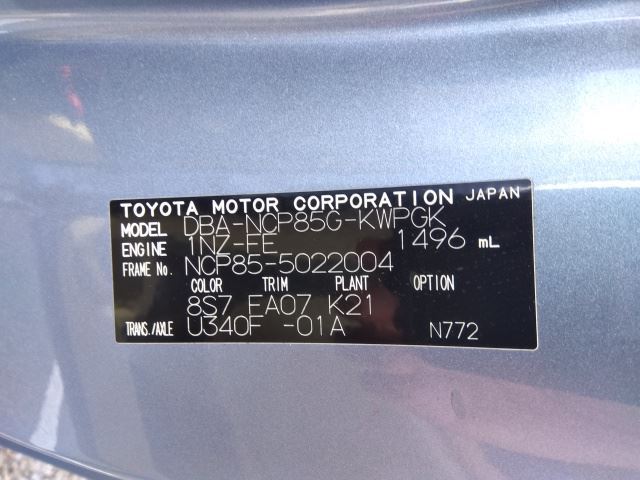 TOYOTA MOTOR CORPORATION JAPAN
MODEL DBA-NCP85G-KWPGK
ENGINE 1NZ-FE 1496 mL
FRAME No. NCP85-5022004
COLOR TRIM PLANT OPTION
8S7 EA07 K21
TRANS./AXLE U340F -01A N772